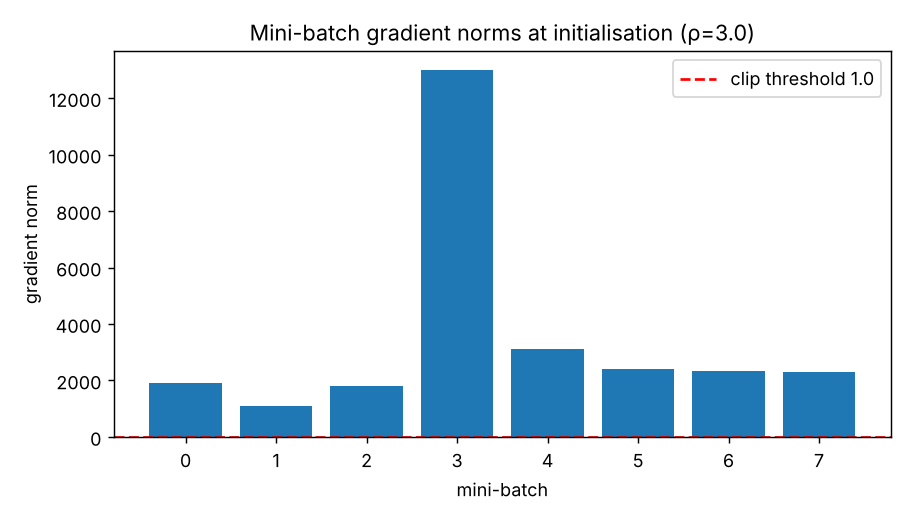 Mini-batch gradient norms at initialisation (ρ=3.0)
clip threshold 1.0
gradient norm
12000
10000
8000
6000
4000
2000
0
0 1 2 3 4 5 6 7
mini-batch